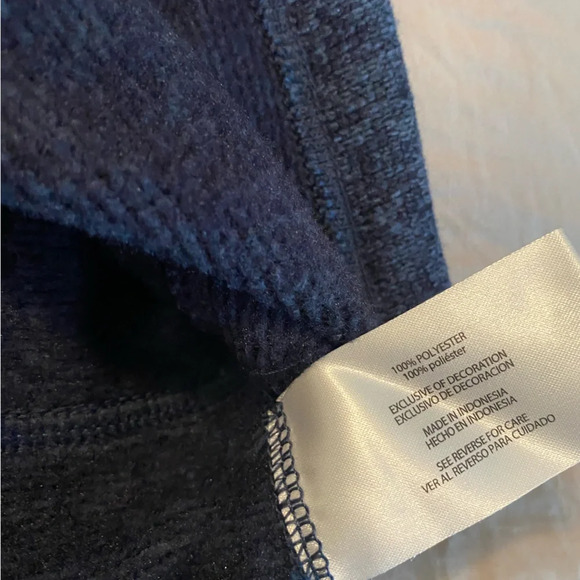 100% POLYESTER
100% poliéster
EXCLUSIVE OF DECORATION
EXCLUSIVO DE DECORACION
MADE IN INDONESIA
HECHO EN INDONESIA
SEE REVERSE FOR CARE
VER AL REVERSO PARA CUIDADO